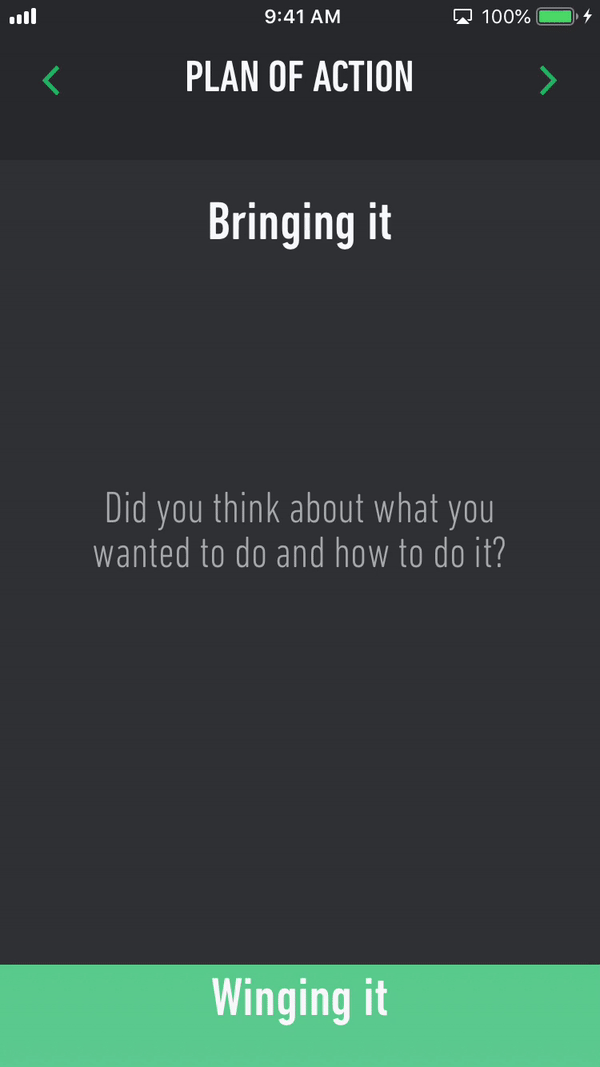 9:41 AM 100%
PLAN OF ACTION
Bringing it
Did you think about what you
wanted to do and how to do it?
Winging it